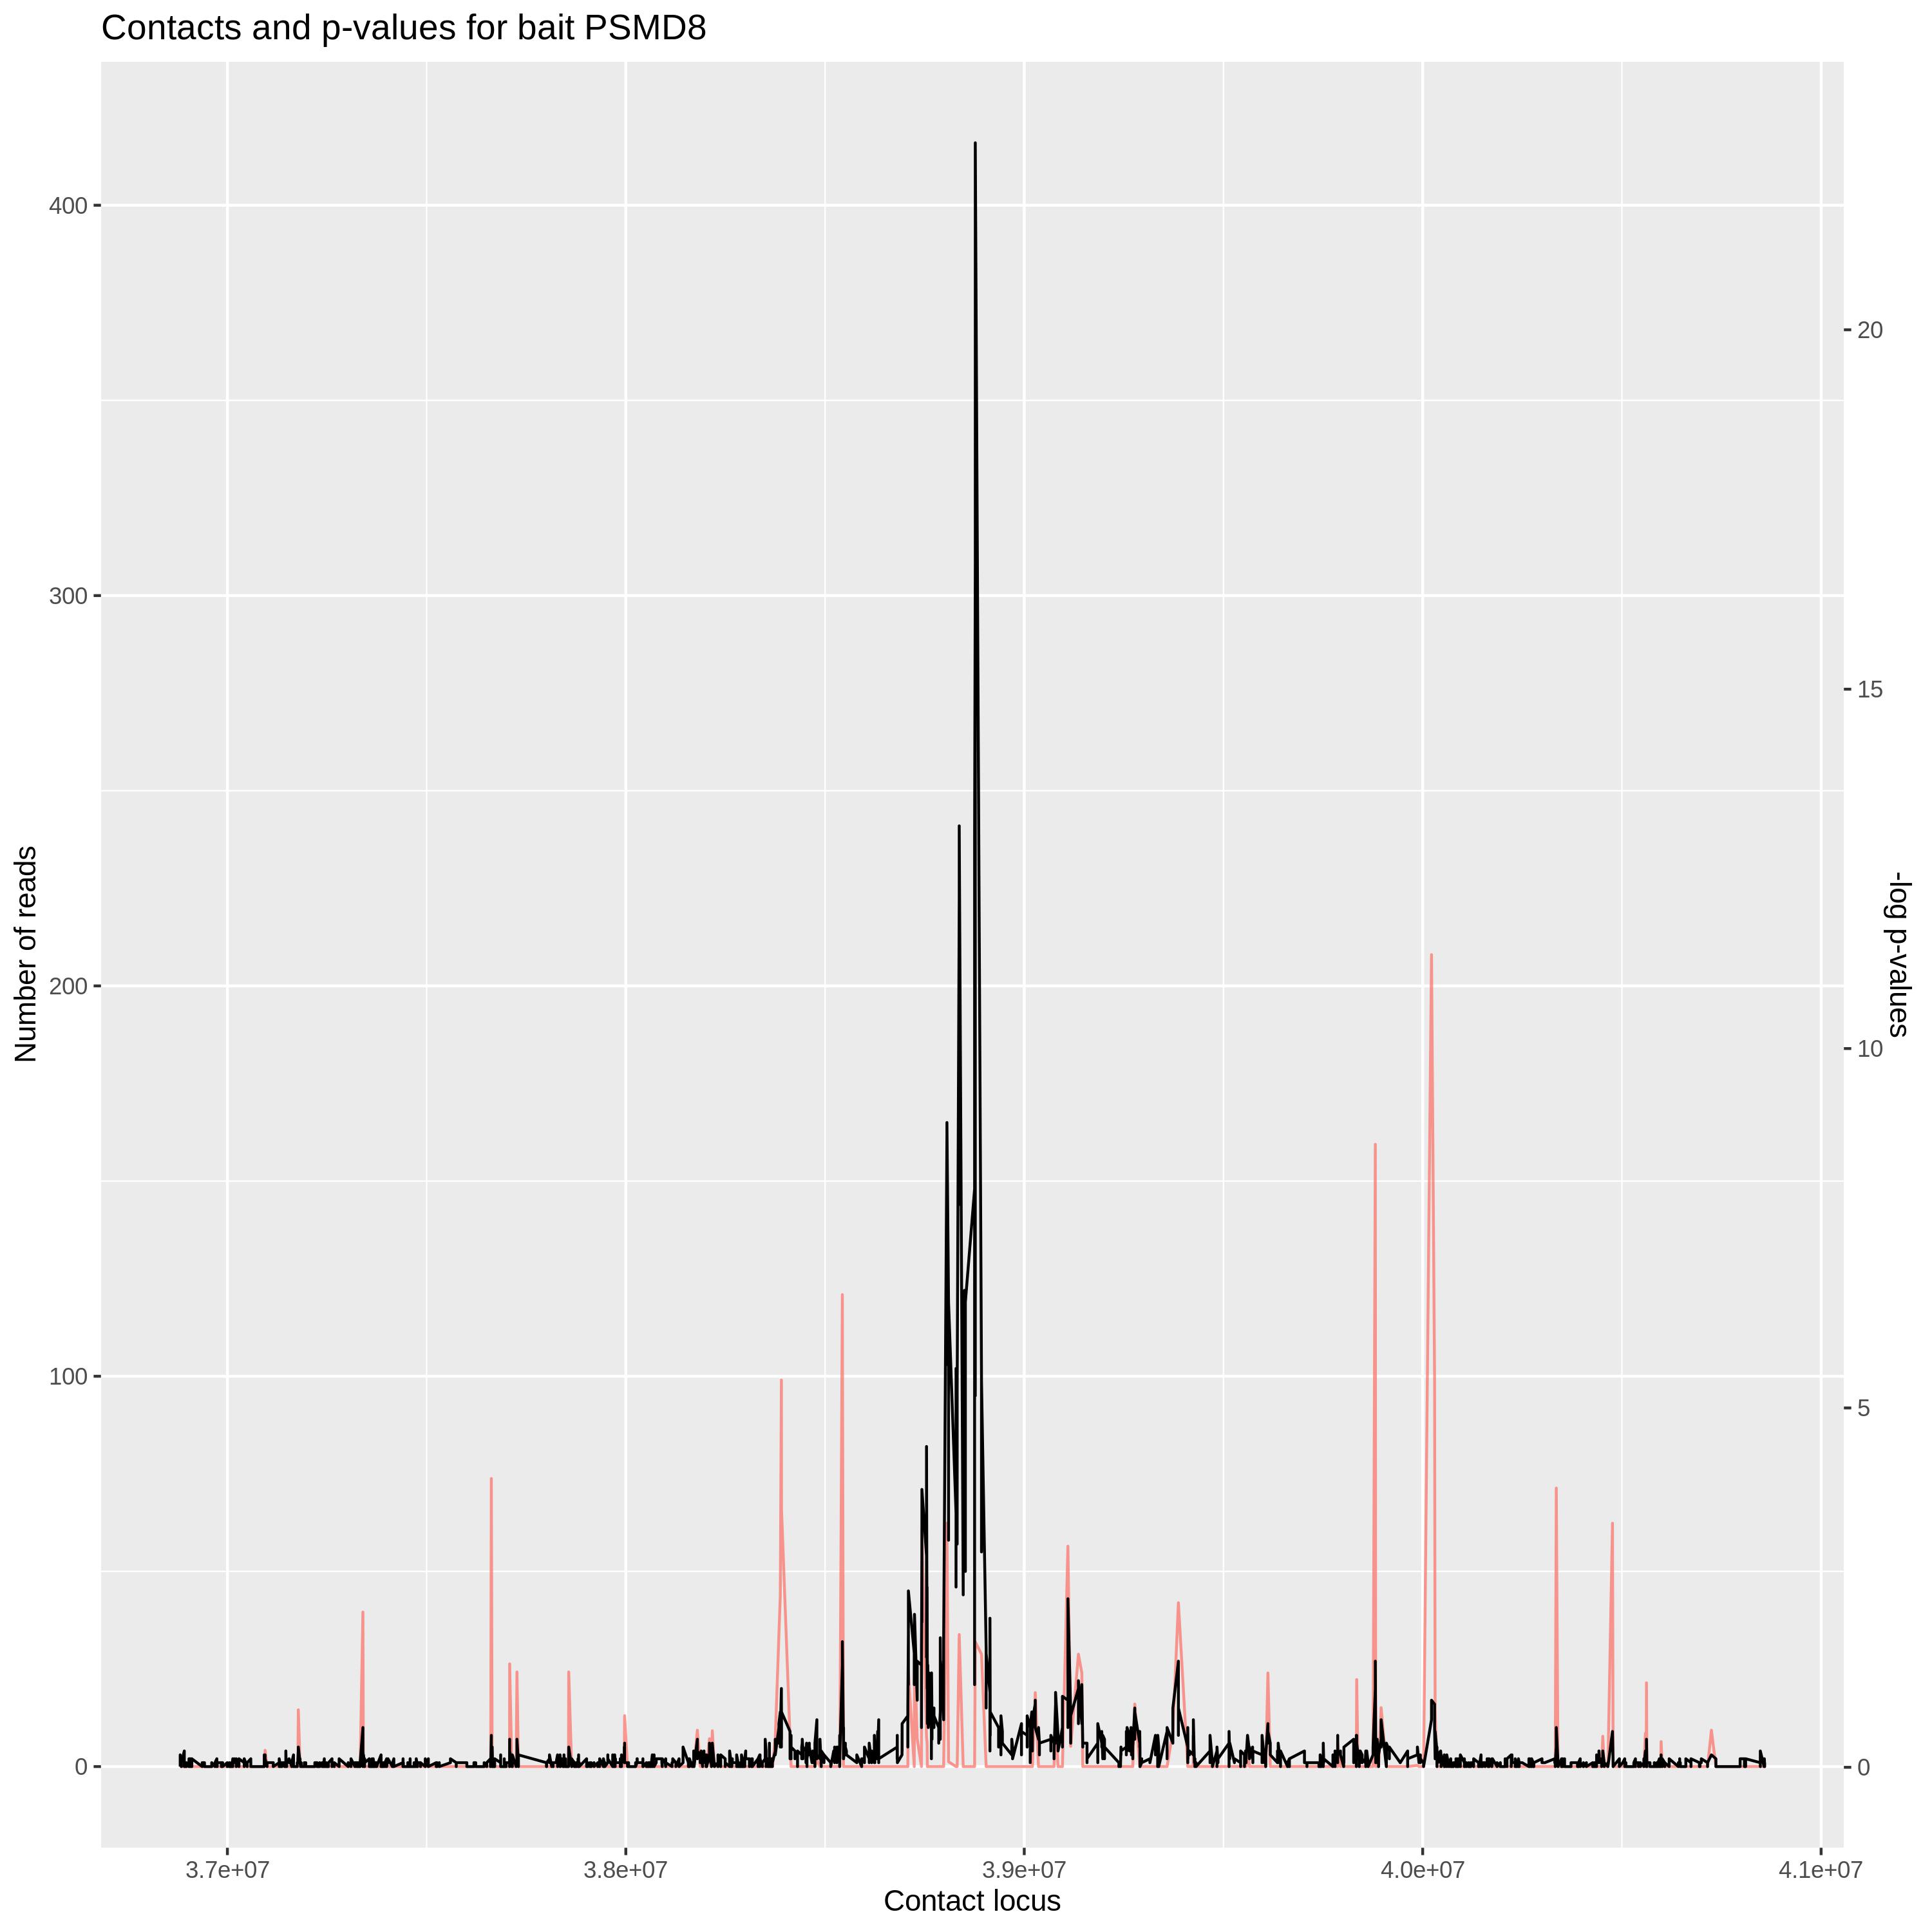 Contacts and p-values for bait PSMD8
400
300
200
100
0
Number of reads
20
15
10
5
0
-log p-values
3.7e+07
3.8e+07
3.9e+07
4.0e+07
4.1e+07
Contact locus